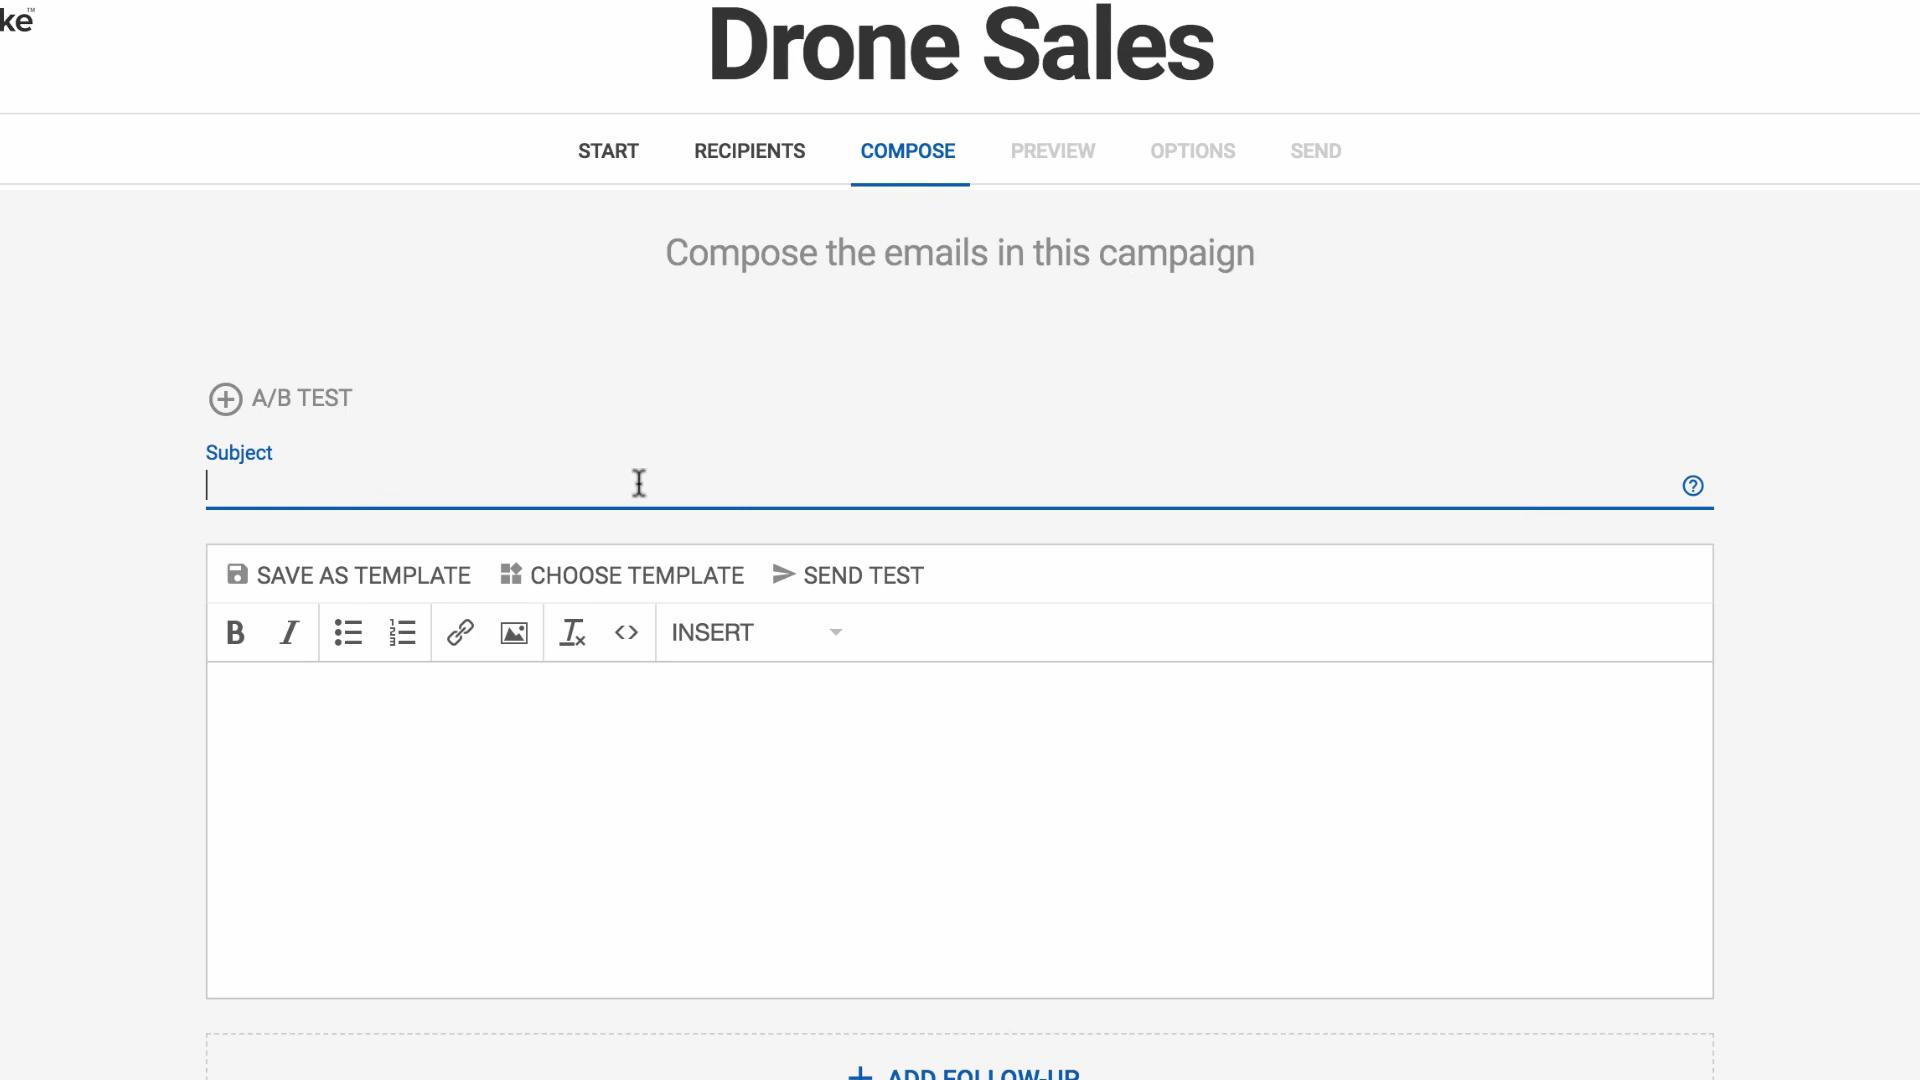 ke™
Drone Sales
START RECIPIENTS COMPOSE PREVIEW OPTIONS SEND
Compose the emails in this campaign
A/B TEST
Subject
SAVE AS TEMPLATE CHOOSE TEMPLATE SEND TEST
INSERT
+ ADD FOLLOW-UP